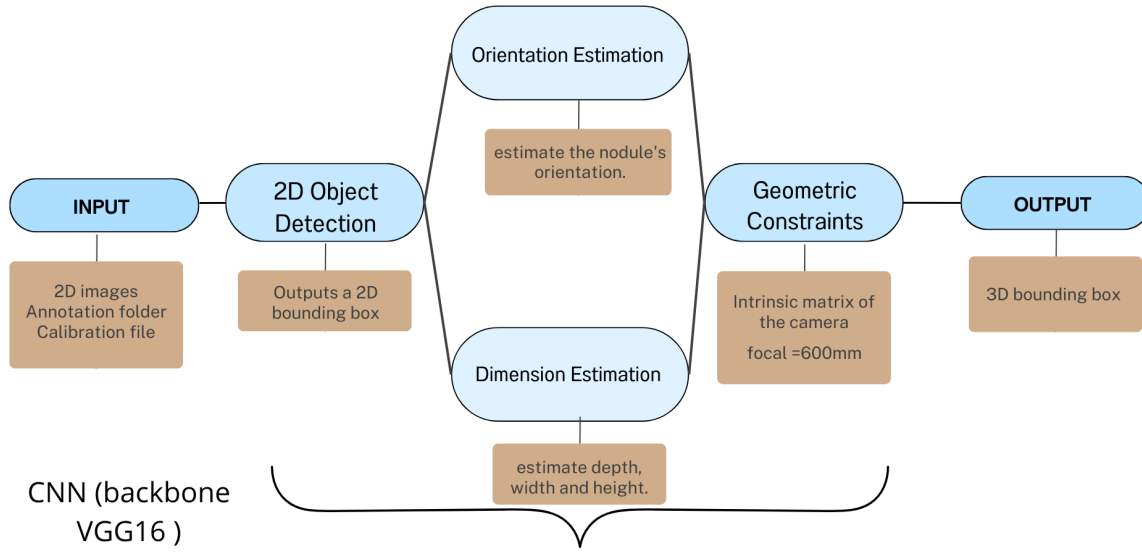 INPUT
2D images
Annotation folder
Calibration file
2D Object
Detection
Outputs a 2D
bounding box
Orientation Estimation
estimate the nodule's
orientation.
Dimension Estimation
estimate depth,
width and height.
Geometric
Constraints
Intrinsic matrix of
the camera
focal =600mm
OUTPUT
3D bounding box
CNN (backbone
VGG16 )